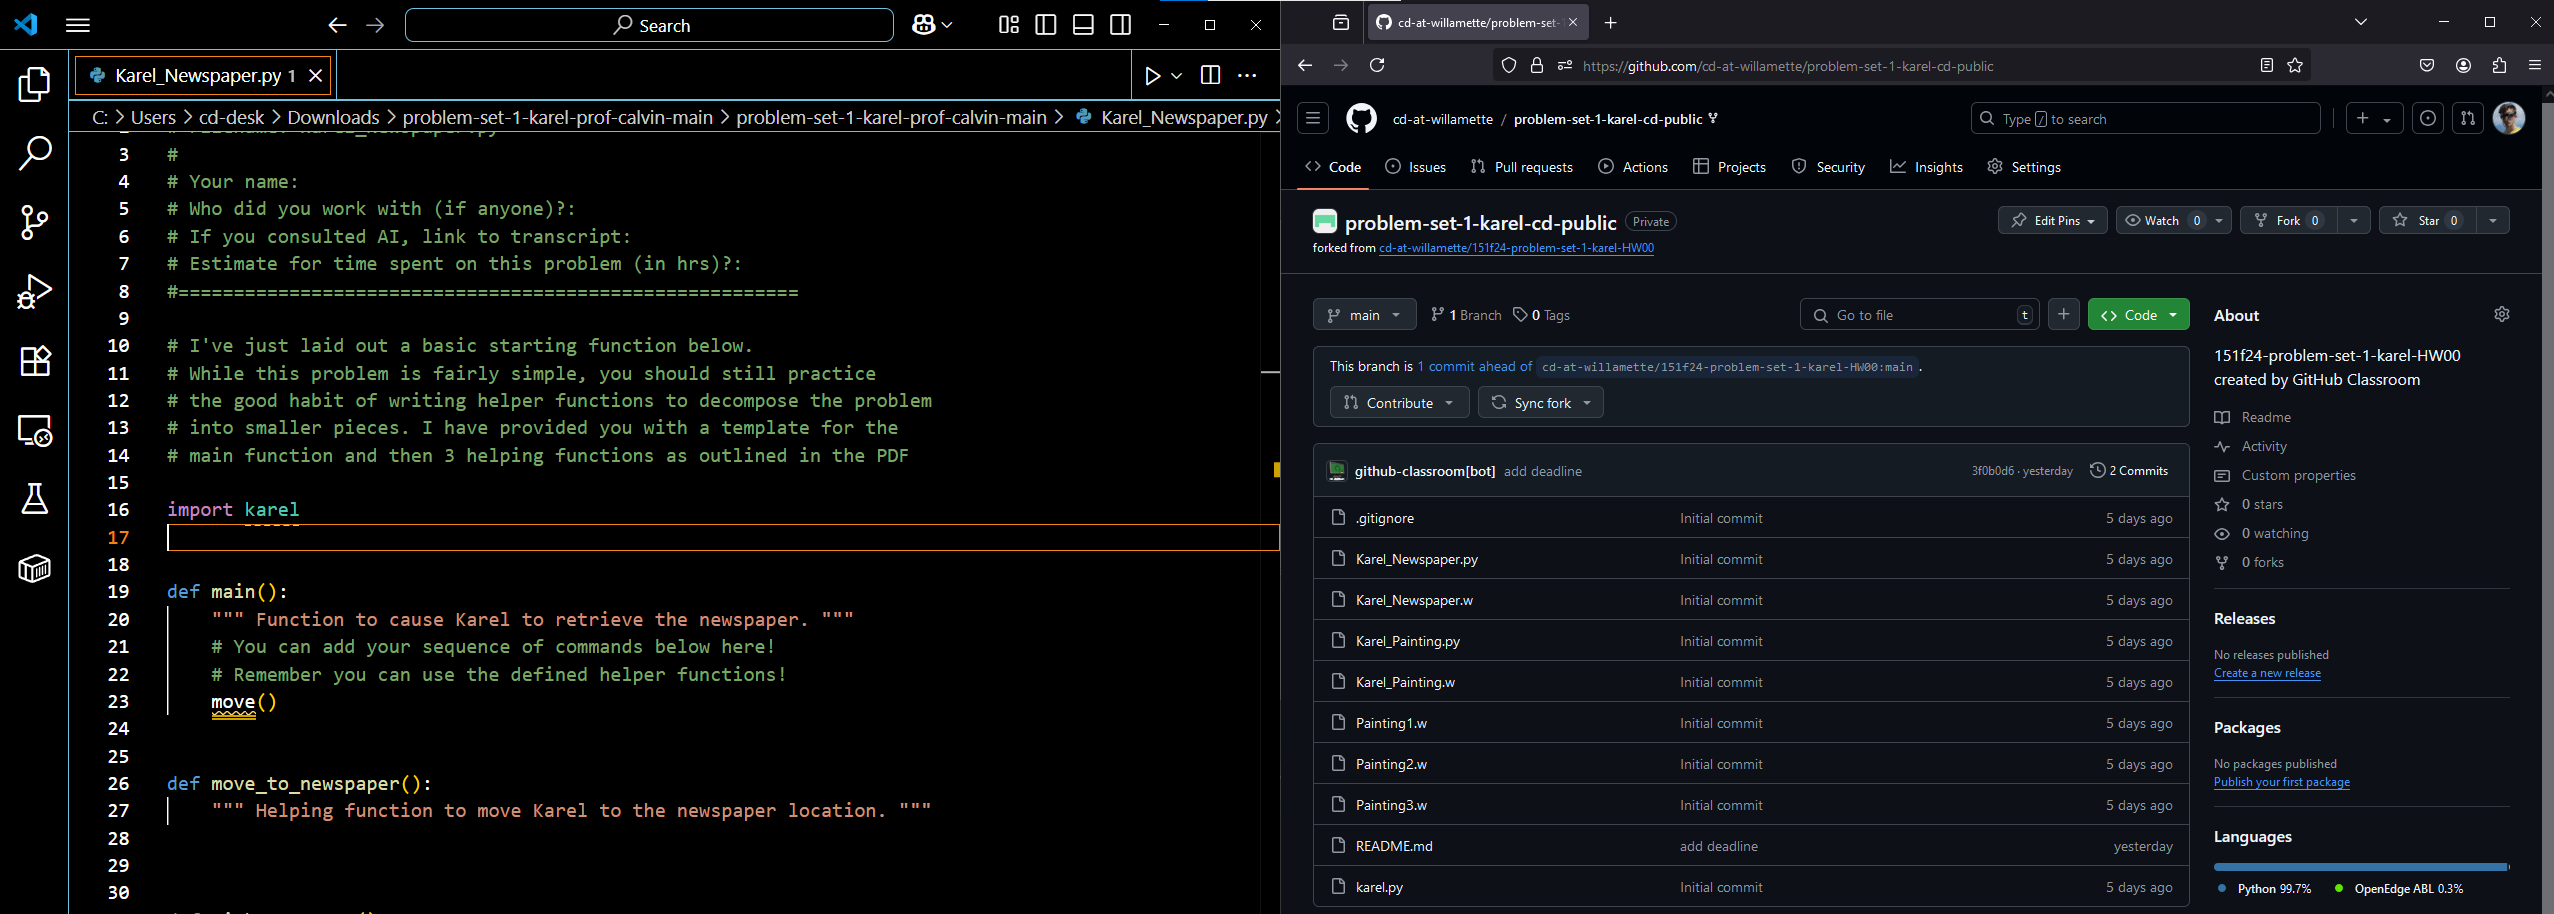 Search
Karel_Newspaper.py 1
C: > Users > cd-desk > Downloads > problem-set-1-karel-prof-calvin-main > problem-set-1-karel-prof-calvin-main > Karel_Newspaper.py >
3 #
4 # Your name:
5 # Who did you work with (if anyone)?:
6 # If you consulted AI, link to transcript:
7 # Estimate for time spent on this problem (in hrs)?:
8 #========================================================
9
10 # I've just laid out a basic starting function below.
11 # While this problem is fairly simple, you should still practice
12 # the good habit of writing helper functions to decompose the problem
13 # into smaller pieces. I have provided you with a template for the
14 # main function and then 3 helping functions as outlined in the PDF
15
16 import karel
17
18
19 def main():
20 """ Function to cause Karel to retrieve the newspaper. """
21 # You can add your sequence of commands below here!
22 # Remember you can use the defined helper functions!
23 move()
24
25
26 def move_to_newspaper():
27 """ Helping function to move Karel to the newspaper location. """
28
29
30
cd-at-willamette/problem-set-1
https://github.com/cd-at-willamette/problem-set-1-karel-cd-public
cd-at-willamette / problem-set-1-karel-cd-public
Type / to search
Code Issues Pull requests Actions Projects Security Insights Settings
problem-set-1-karel-cd-public Private
Edit Pins Watch 0 Fork 0 Star 0
forked from cd-at-willamette/151f24-problem-set-1-karel-HW00
main 1 Branch 0 Tags
Go to file t
Code
This branch is 1 commit ahead of cd-at-willamette/151f24-problem-set-1-karel-HW00:main .
Contribute Sync fork
github-classroom[bot] add deadline 3f0b0d6 · yesterday 2 Commits
.gitignore Initial commit 5 days ago
Karel_Newspaper.py Initial commit 5 days ago
Karel_Newspaper.w Initial commit 5 days ago
Karel_Painting.py Initial commit 5 days ago
Karel_Painting.w Initial commit 5 days ago
Painting1.w Initial commit 5 days ago
Painting2.w Initial commit 5 days ago
Painting3.w Initial commit 5 days ago
README.md add deadline yesterday
karel.py Initial commit 5 days ago
About
151f24-problem-set-1-karel-HW00
created by GitHub Classroom
Readme
Activity
Custom properties
0 stars
0 watching
0 forks
Releases
No releases published
Create a new release
Packages
No packages published
Publish your first package
Languages
Python 99.7% OpenEdge ABL 0.3%